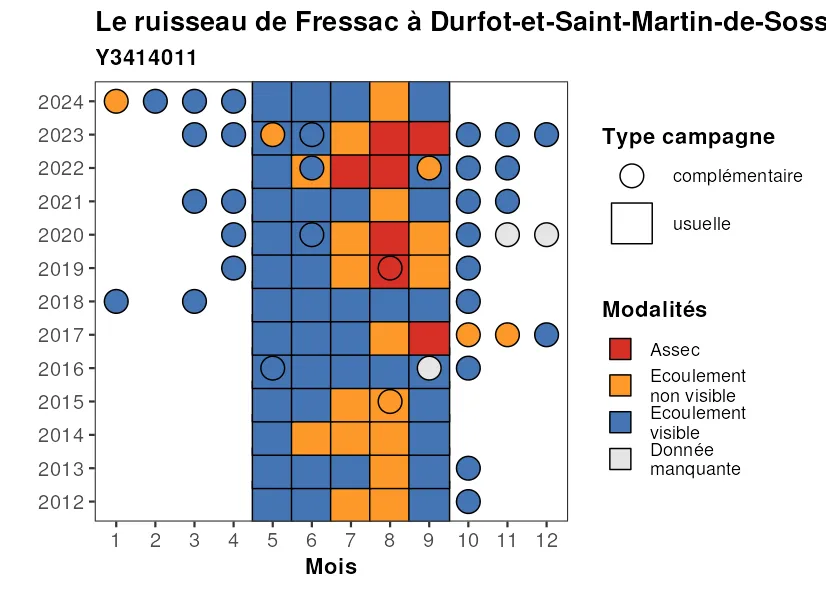 Le ruisseau de Fressac à Durfot-et-Saint-Martin-de-Soss
Y3414011
2024
2023
2022
2021
2020
2019
2018
2017
2016
2015
2014
2013
2012
1 2 3 4 5 6 7 8 9 10 11 12
Mois
Type campagne
complémentaire
usuelle
Modalités
Assec
Ecoulement
non visible
Ecoulement
visible
Donnée
manquante